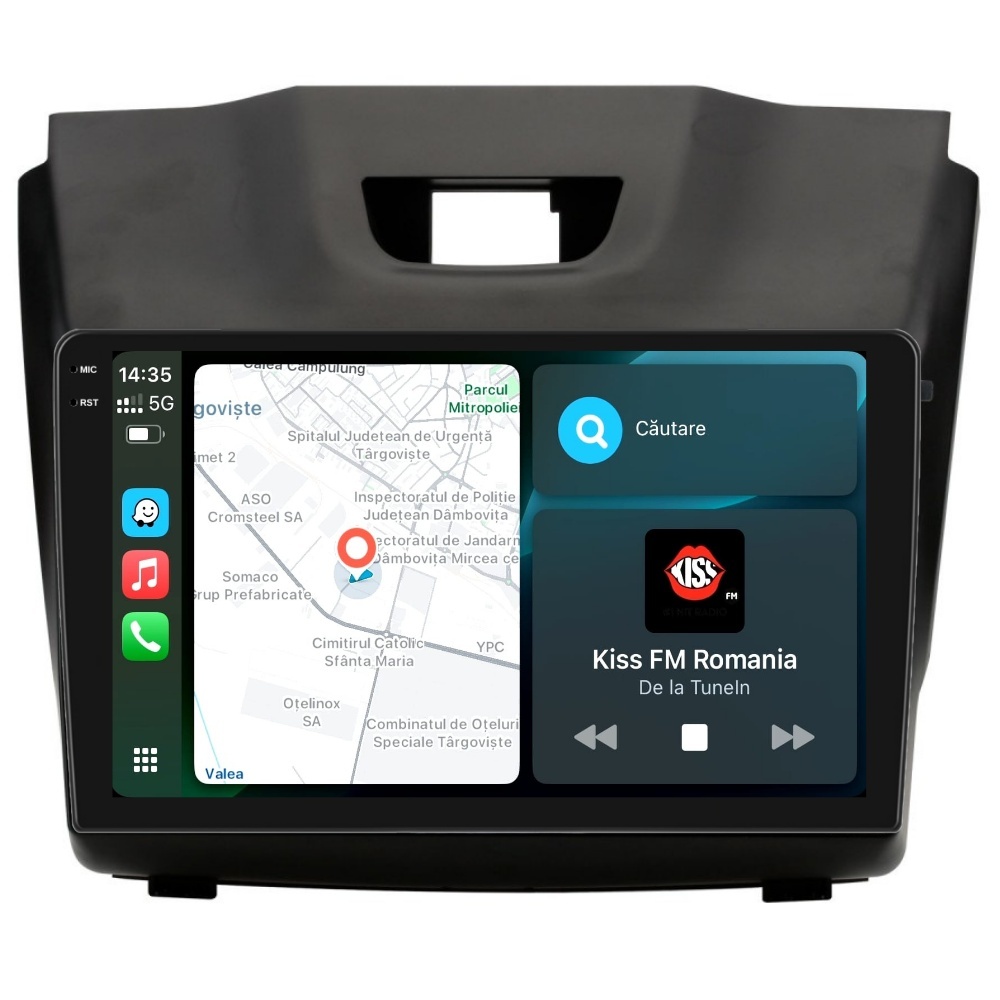 MIC
RST
14:35
5G
Calea Câmpulung
goviște
Parcul
Mitropoliei
Spitalul Județean de Urgență
Târgoviște
imet 2
ASO
Cromsteel SA
Inspectoratul de Poliție
Județean Dâmbovița
ectoratul de Jandarm
Dâmbovița Mircea ce
Somaco
Grup Prefabricate
Cimitirul Catolic
Sfânta Maria
YPC
Oțelinox
SA
Combinatul de Oțeluri
Speciale Târgoviște
Valea
Căutare
KISS
FM
Kiss FM Romania
De la TuneIn